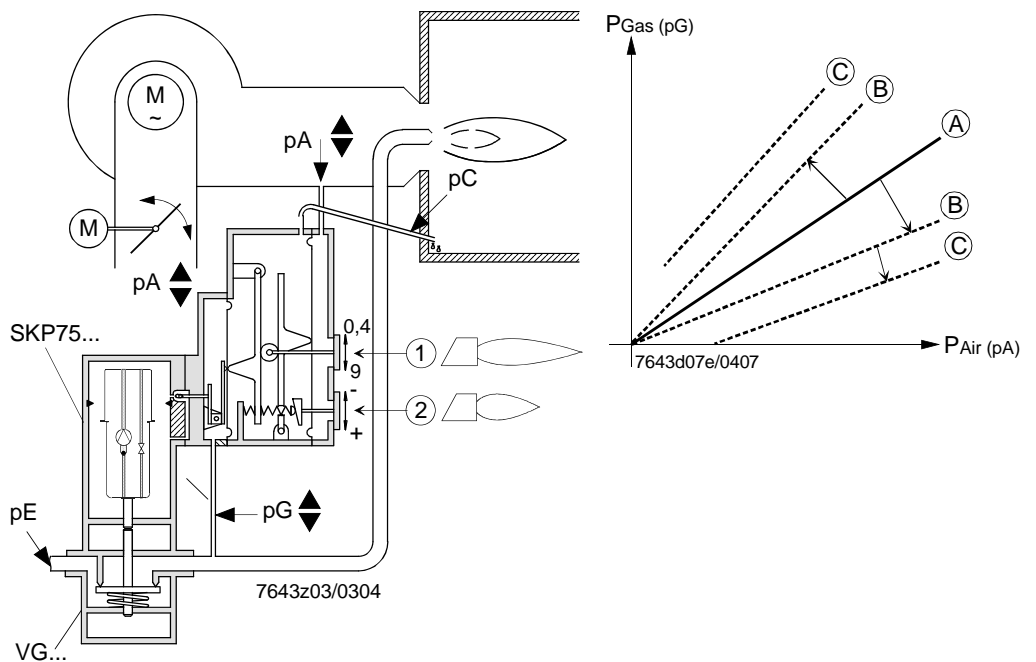 PGas (pG)
C
B
A
B
C
PAir (pA)
7643d07e/0407
M
~
pA
pC
M
pA
SKP75...
0,4
1
9
-
2
+
pG
pE
7643z03/0304
VG...